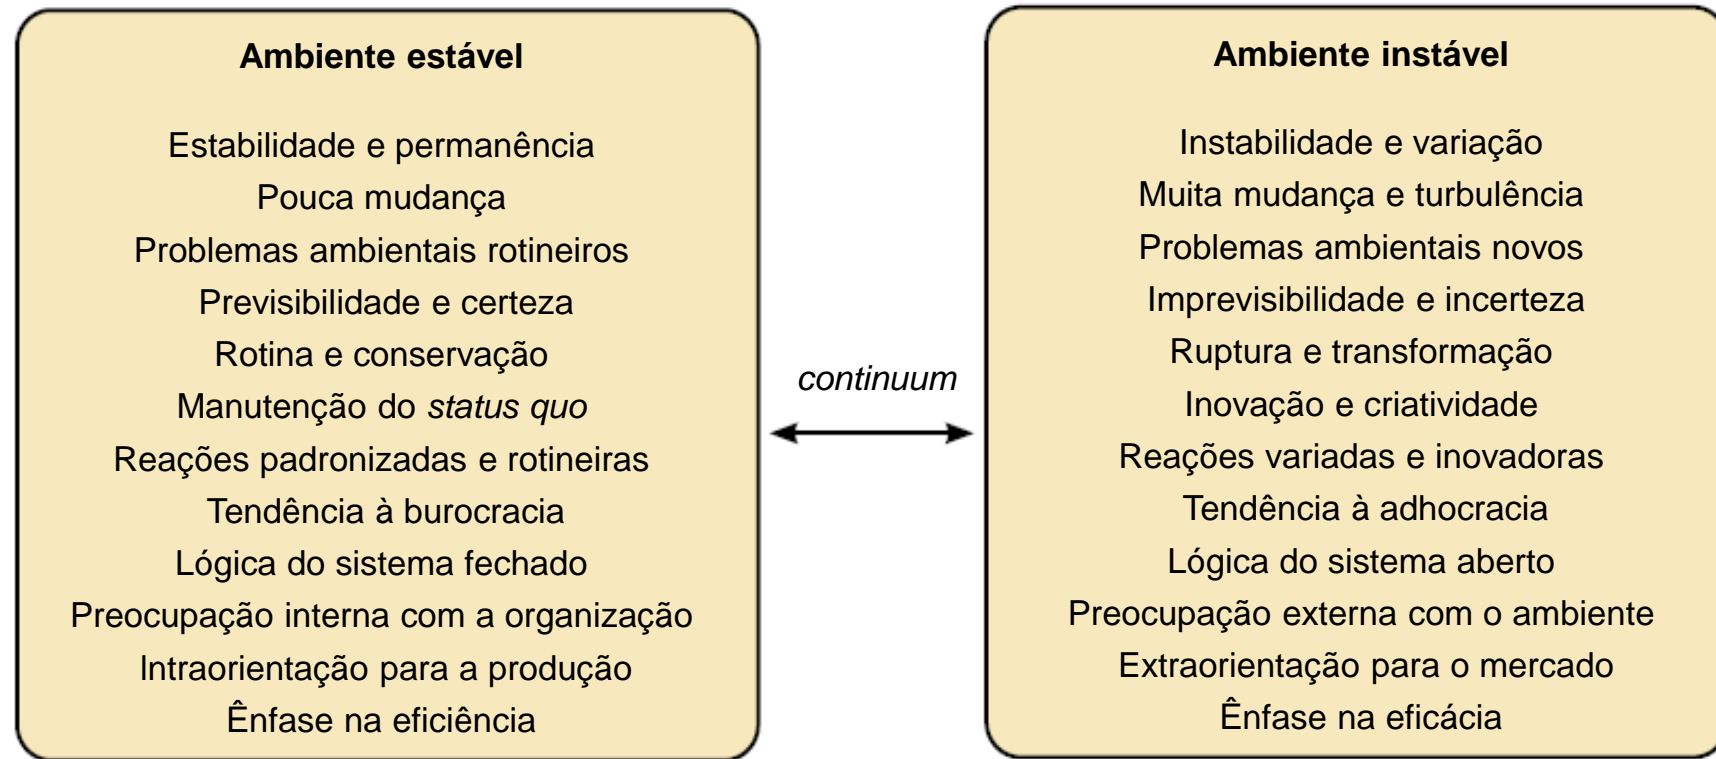 Ambiente estável
Estabilidade e permanência
Pouca mudança
Problemas ambientais rotineiros
Previsibilidade e certeza
Rotina e conservação
Manutenção do status quo
Reações padronizadas e rotineiras
Tendência à burocracia
Lógica do sistema fechado
Preocupação interna com a organização
Intraorientação para a produção
Ênfase na eficiência
continuum
Ambiente instável
Instabilidade e variação
Muita mudança e turbulência
Problemas ambientais novos
Imprevisibilidade e incerteza
Ruptura e transformação
Inovação e criatividade
Reações variadas e inovadoras
Tendência à adhocracia
Lógica do sistema aberto
Preocupação externa com o ambiente
Extraorientação para o mercado
Ênfase na eficácia